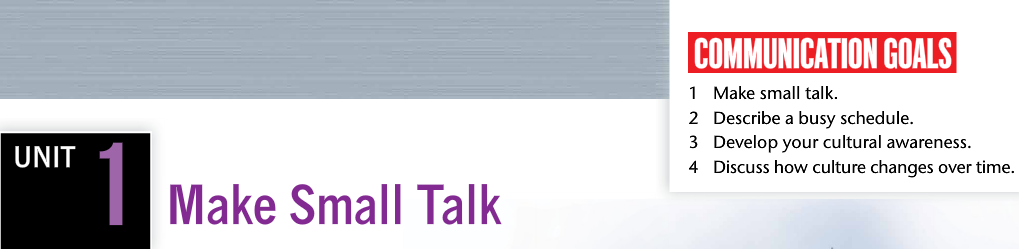 COMMUNICATION GOALS
1 Make small talk.
2 Describe a busy schedule.
3 Develop your cultural awareness.
4 Discuss how culture changes over time.
UNIT 1
Make Small Talk